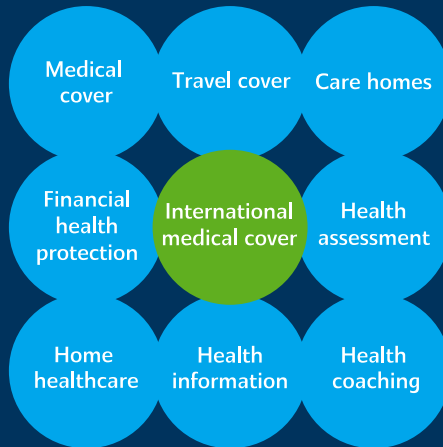 Medical
cover
Travel cover
Care homes
Financial
health
protection
International
medical cover
Health
assessment
Home
healthcare
Health
information
Health
coaching